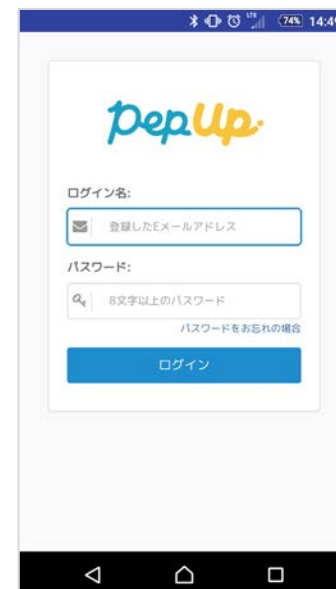 LTE 74% 14:49
PepUp
ログイン名:
登録したEメールアドレス
パスワード:
8文字以上のパスワード
パスワードをお忘れの場合
ログイン